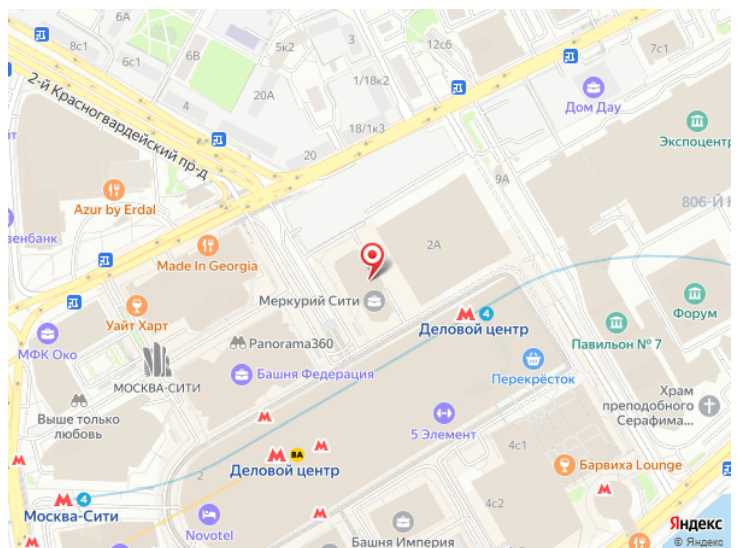 6А
8с1
6с1
6В
5к2
3
12с6
7с1
1/18к2
20А
4
2-й Красногвардейский пр-д
Дом Дау
18/1к3
20
Экспоцентр
9А
806-Й К
Azur by Erdal
венбанк
Made In Georgia
2А
Меркурий Сити
Уайт Харт
М 4
Деловой центр
Форум
Павильон № 7
МФК Око
Panorama360
МОСКВА-СИТИ
Башня Федерация
Перекрёсток
Храм
преподобного
Серафима...
Выше только
любовь
5 Элемент
4с1
М 8А
Деловой центр
2
Барвиха Lounge
М 4
Москва-Сити
4с2
Novotel
Башня Империя
Яндекс
© Яндекс